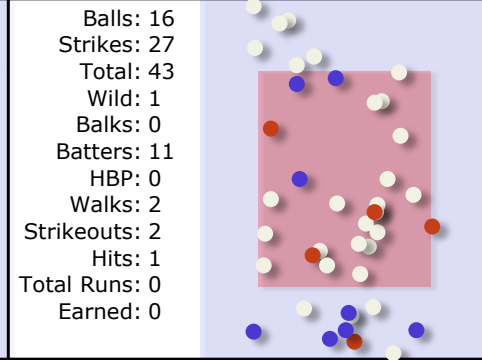 Balls: 16
Strikes: 27
Total: 43
Wild: 1
Balks: 0
Batters: 11
HBP: 0
Walks: 2
Strikeouts: 2
Hits: 1
Total Runs: 0
Earned: 0